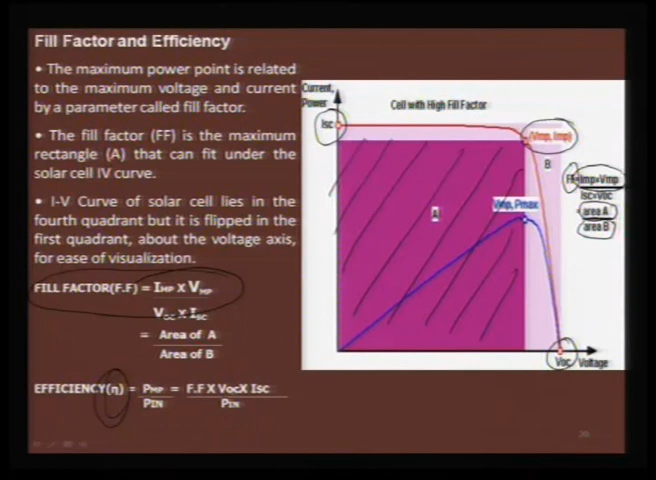 Fill Factor and Efficiency
• The maximum power point is related
to the maximum voltage and current
by a parameter called fill factor.
• The fill factor (FF) is the maximum
rectangle (A) that can fit under the
solar cell IV curve.
• I-V Curve of solar cell lies in the
fourth quadrant but it is flipped in the
first quadrant, about the voltage axis,
for ease of visualization.
FILL FACTOR(F.F) = IMP X VMP
VOC X ISC
= Area of A
Area of B
EFFICIENCY(η) = PMP = F.F X VOC X ISC
PIN PIN
Current,
Power
Cell with High Fill Factor
Isc
(Vmp, Imp)
B
A
Vmp, Pmax
FF=Imp×Vmp
Isc×Voc
=area A
area B
Voc Voltage